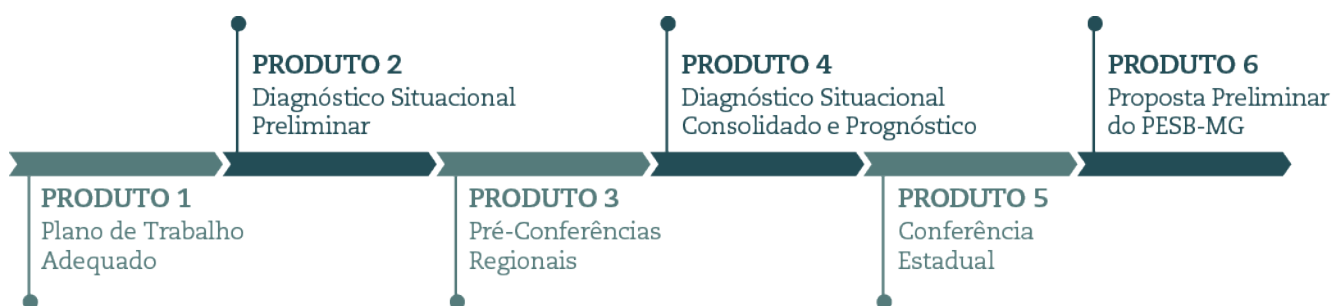 PRODUTO 1
Plano de Trabalho
Adequado
PRODUTO 2
Diagnóstico Situacional
Preliminar
PRODUTO 3
Pré-Conferências
Regionais
PRODUTO 4
Diagnóstico Situacional
Consolidado e Prognóstico
PRODUTO 5
Conferência
Estadual
PRODUTO 6
Proposta Preliminar
do PESB-MG